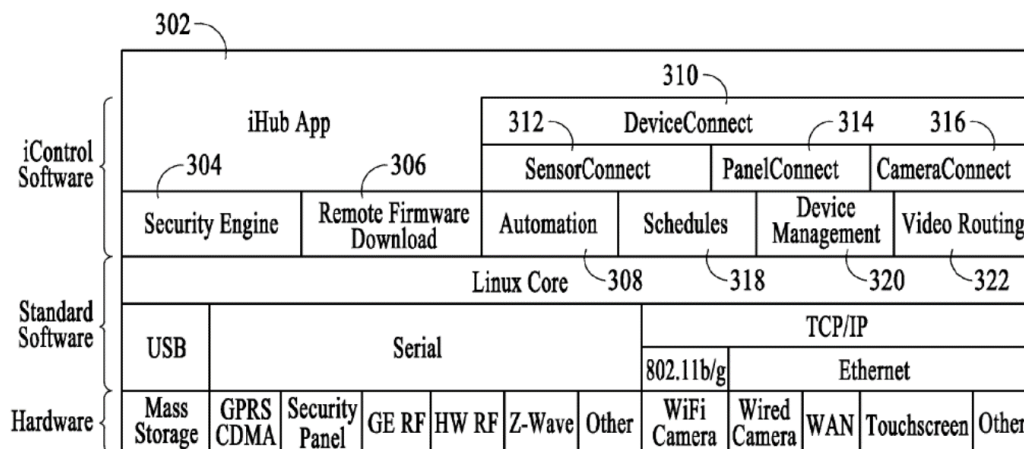 302
310
iHub App
312
DeviceConnect
314
316
iControl
Software
304
306
SensorConnect
PanelConnect
CameraConnect
Security Engine
Remote Firmware
Download
Automation
Schedules
Device
Management
Video Routing
Linux Core
308
318
320
322
Standard
Software
USB
Serial
TCP/IP
802.11b/g
Ethernet
Hardware
Mass
Storage
GPRS
CDMA
Security
Panel
GE RF
HW RF
Z-Wave
Other
WiFi
Camera
Wired
Camera
WAN
Touchscreen
Other